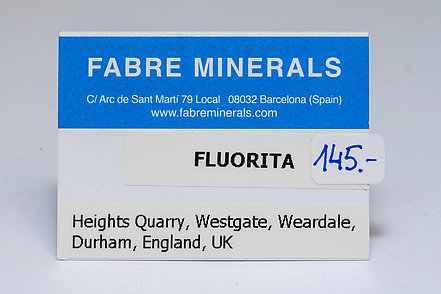 FABRE MINERALS
C/ Arc de Sant Martí 79 Local 08032 Barcelona (Spain)
www.fabreminerals.com
FLUORITA 145.-
Heights Quarry, Westgate, Weardale,
Durham, England, UK